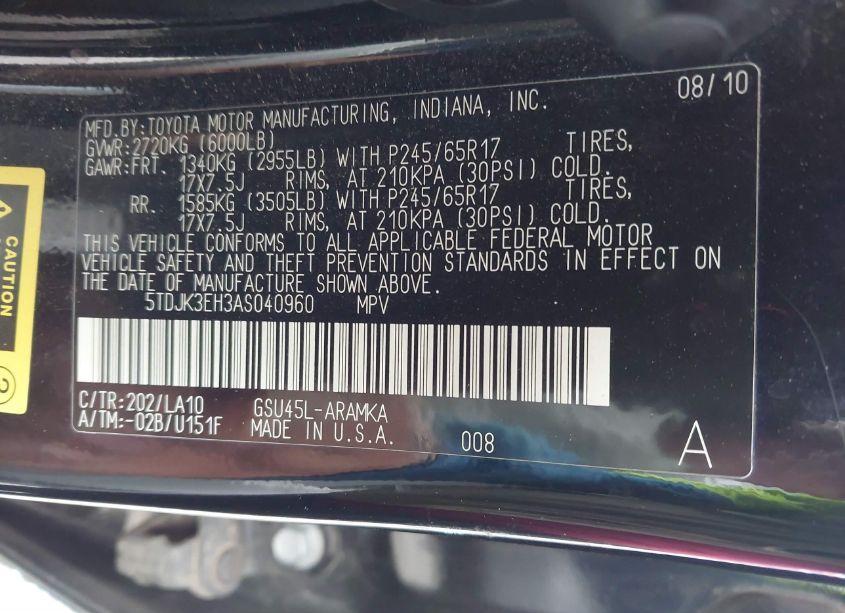 08/10
MFD.BY:TOYOTA MOTOR MANUFACTURING, INDIANA, INC.
GVWR:2720KG (6000LB)
GAWR:FRT. 1340KG (2955LB) WITH P245/65R17 TIRES,
17X7.5J RIMS, AT 210KPA (30PSI) COLD.
RR. 1585KG (3505LB) WITH P245/65R17 TIRES,
17X7.5J RIMS, AT 210KPA (30PSI) COLD.
THIS VEHICLE CONFORMS TO ALL APPLICABLE FEDERAL MOTOR
VEHICLE SAFETY AND THEFT PREVENTION STANDARDS IN EFFECT ON
THE DATE OF MANUFACTURE SHOWN ABOVE.
5TDJK3EH3AS040960 MPV
C/TR:202/LA10 GSU45L-ARAMKA
A/TM:-02B/U151F MADE IN U.S.A. 008 A
CAUTION
2